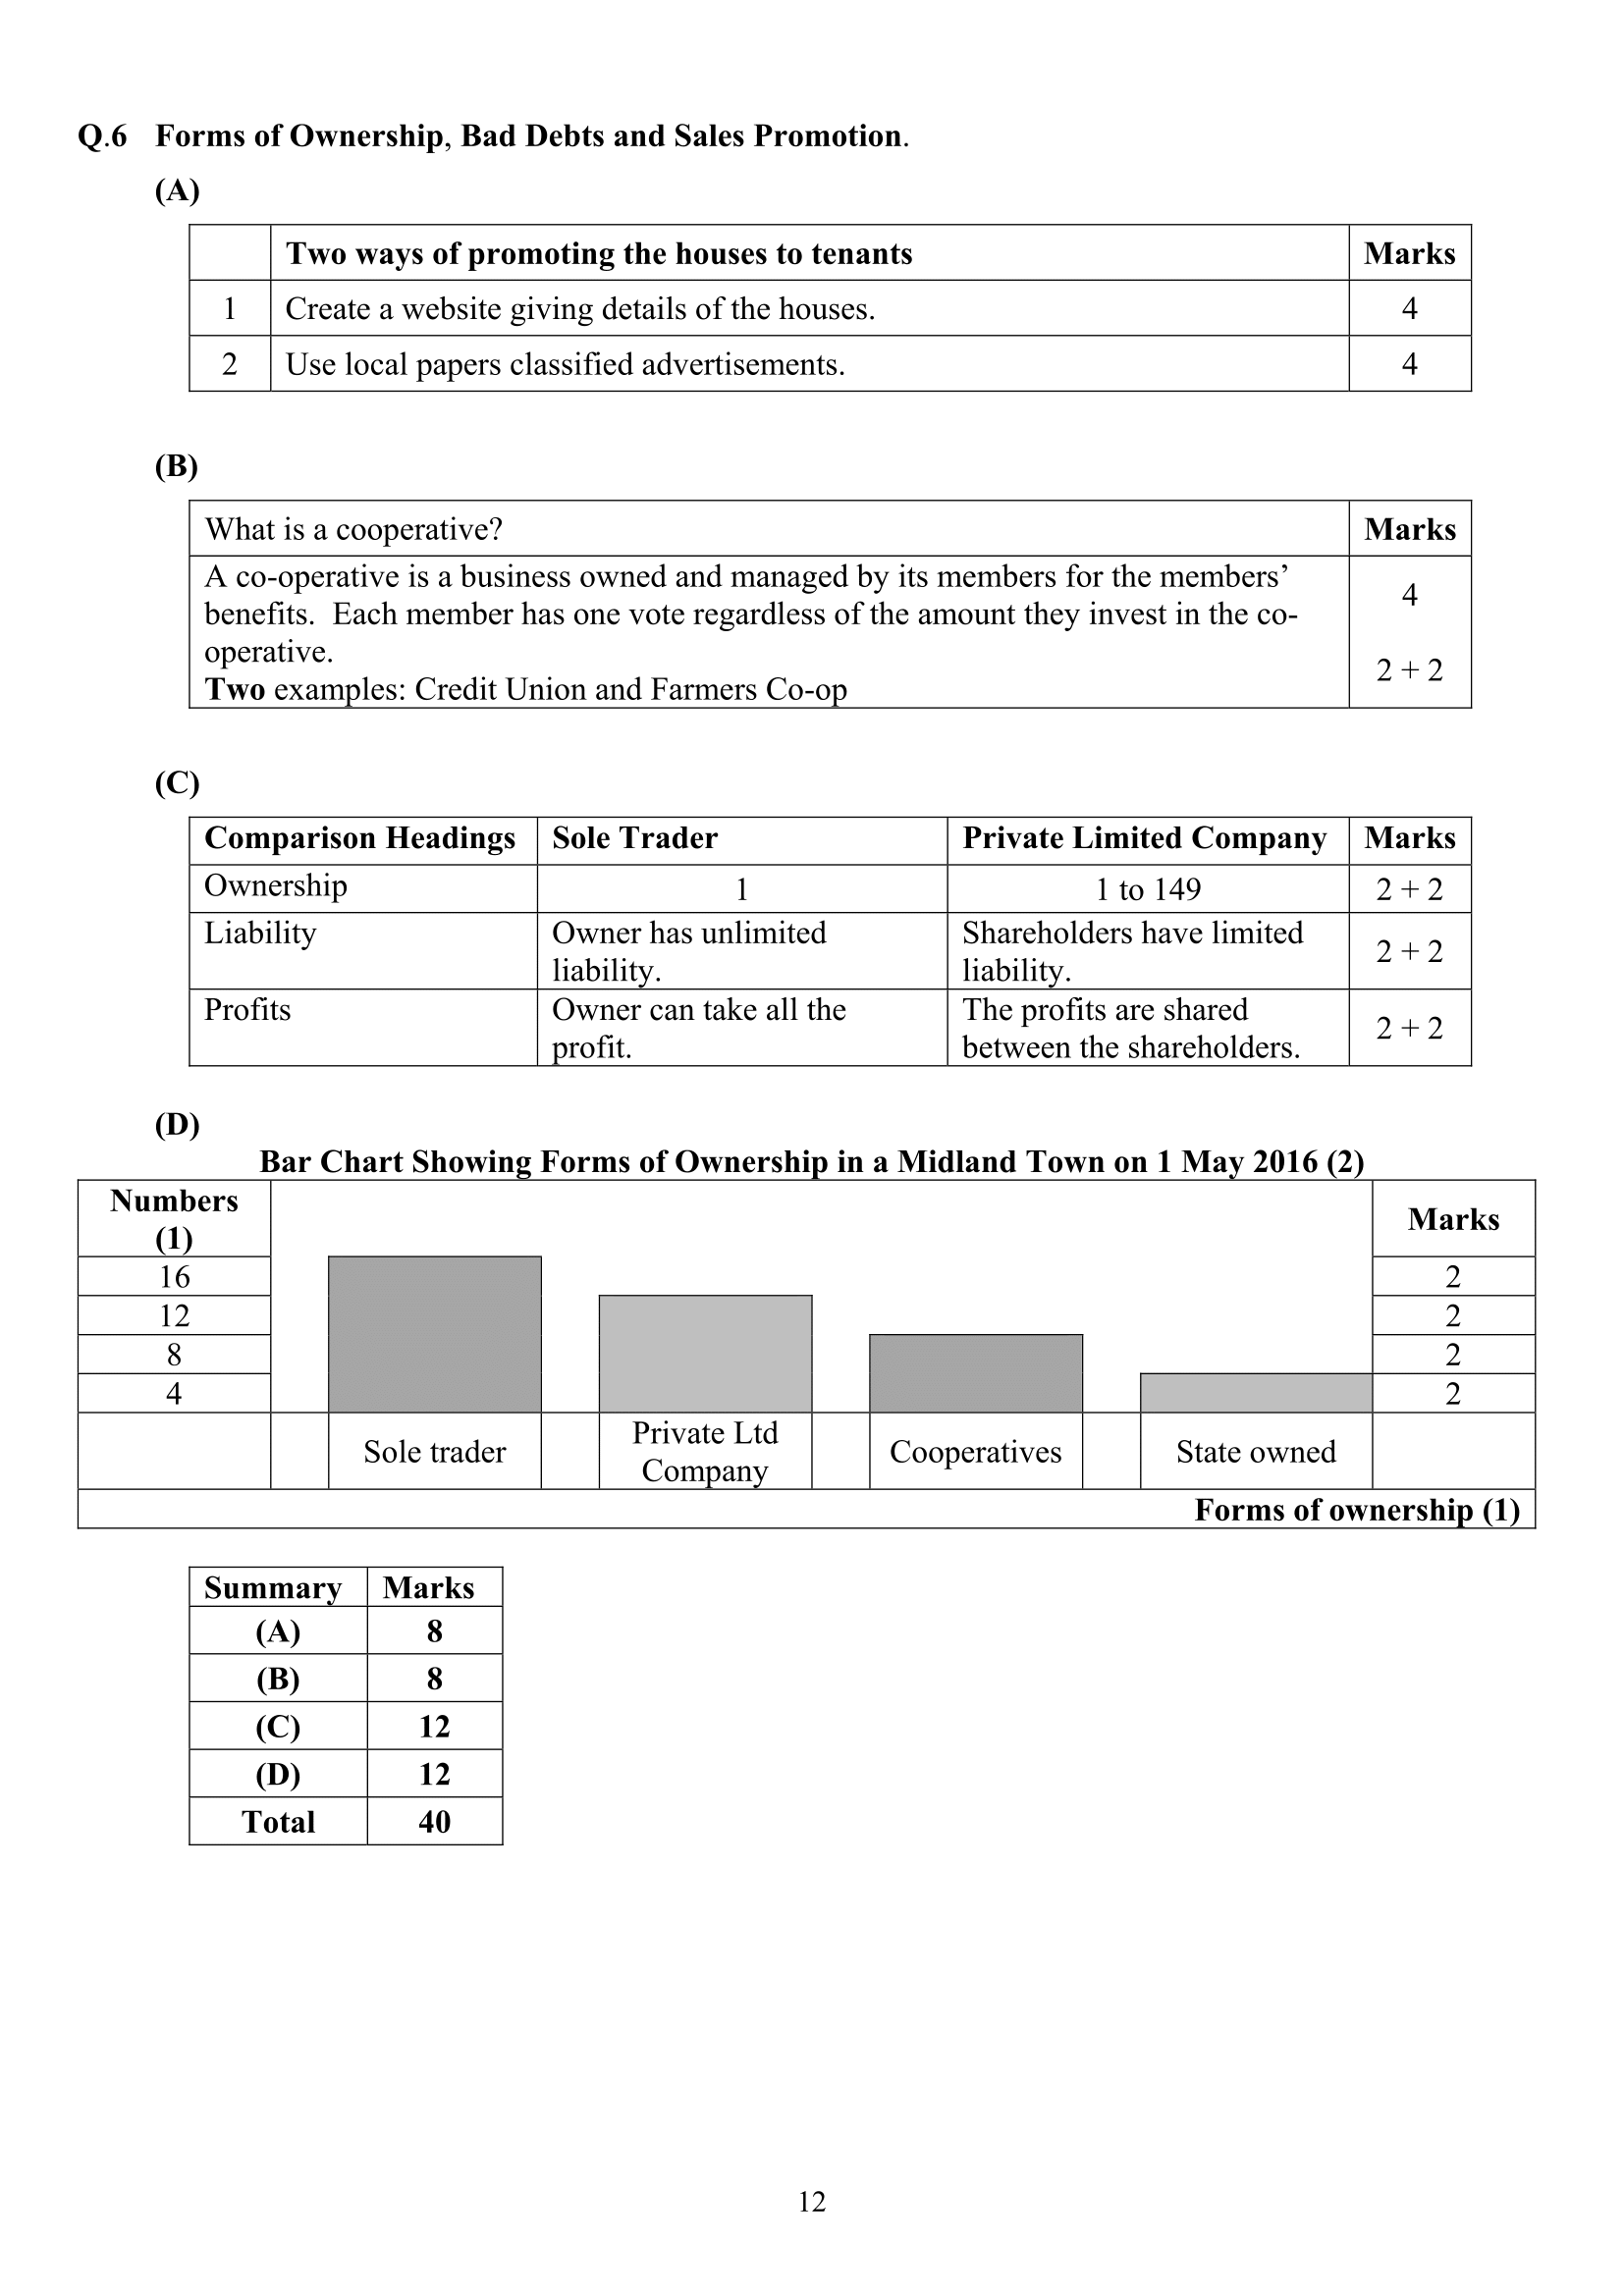 Q.6 Forms of Ownership, Bad Debts and Sales Promotion.
(A)
Two ways of promoting the houses to tenants Marks
1 Create a website giving details of the houses. 4
2 Use local papers classified advertisements. 4
(B)
What is a cooperative? Marks
A co-operative is a business owned and managed by its members for the members’
benefits. Each member has one vote regardless of the amount they invest in the co-
operative.
Two examples: Credit Union and Farmers Co-op
4
2 + 2
(C)
Comparison Headings Sole Trader Private Limited Company Marks
Ownership 1 1 to 149 2 + 2
Liability
Owner has unlimited
liability.
Shareholders have limited
liability.
2 + 2
Profits
Owner can take all the
profit.
The profits are shared
between the shareholders.
2 + 2
(D)
Bar Chart Showing Forms of Ownership in a Midland Town on 1 May 2016 (2)
Numbers
(1)
Marks
16 2
12 2
8 2
4 2
Sole trader
Private Ltd
Company
Cooperatives
State owned
Forms of ownership (1)
Summary Marks
(A) 8
(B) 8
(C) 12
(D) 12
Total 40
12